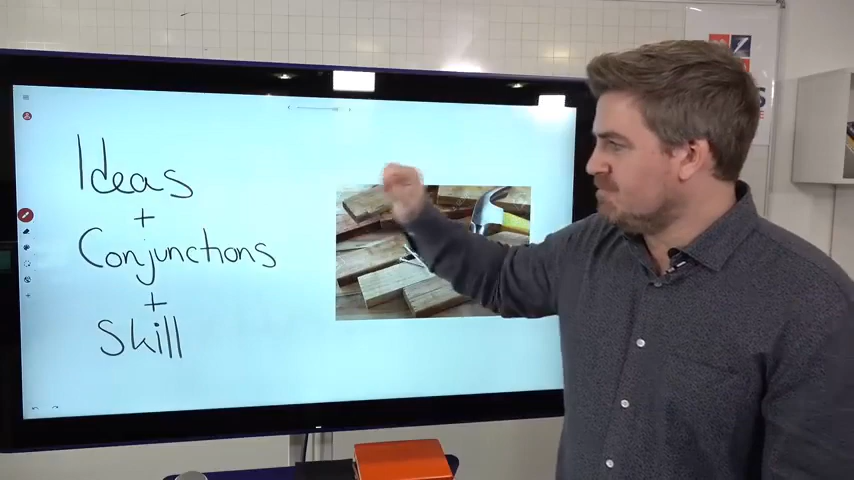 Ideas
+
Conjunctions
+
Skill